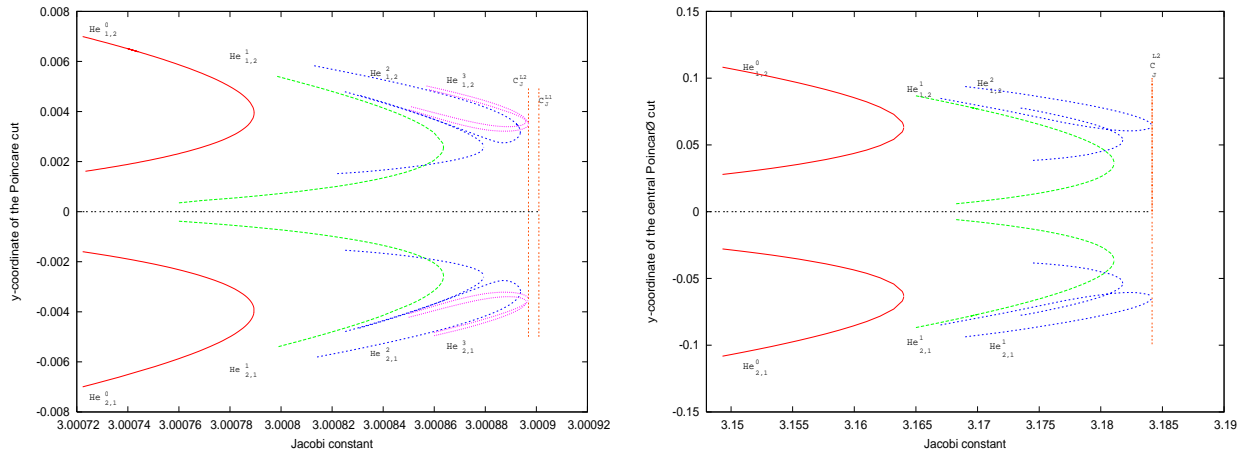 0.008
0.006
0.004
0.002
0
-0.002
-0.004
-0.006
-0.008
3.00072 3.00074 3.00076 3.00078 3.0008 3.00082 3.00084 3.00086 3.00088 3.0009 3.00092
y-coordinate of the Poincare cut
Jacobi constant
He 0 1,2
He 1 1,2
He 2 1,2
He 3 1,2
C J L2
C J L1
He 0 2,1
He 1 2,1
He 2 2,1
He 3 2,1
0.15
0.1
0.05
0
-0.05
-0.1
-0.15
3.15 3.155 3.16 3.165 3.17 3.175 3.18 3.185 3.19
y-coordinate of the central PoincarØ cut
Jacobi constant
He 0 1,2
He 1 1,2
He 2 1,2
L2
C J
He 0 2,1
He 1 2,1
He 1 2,1